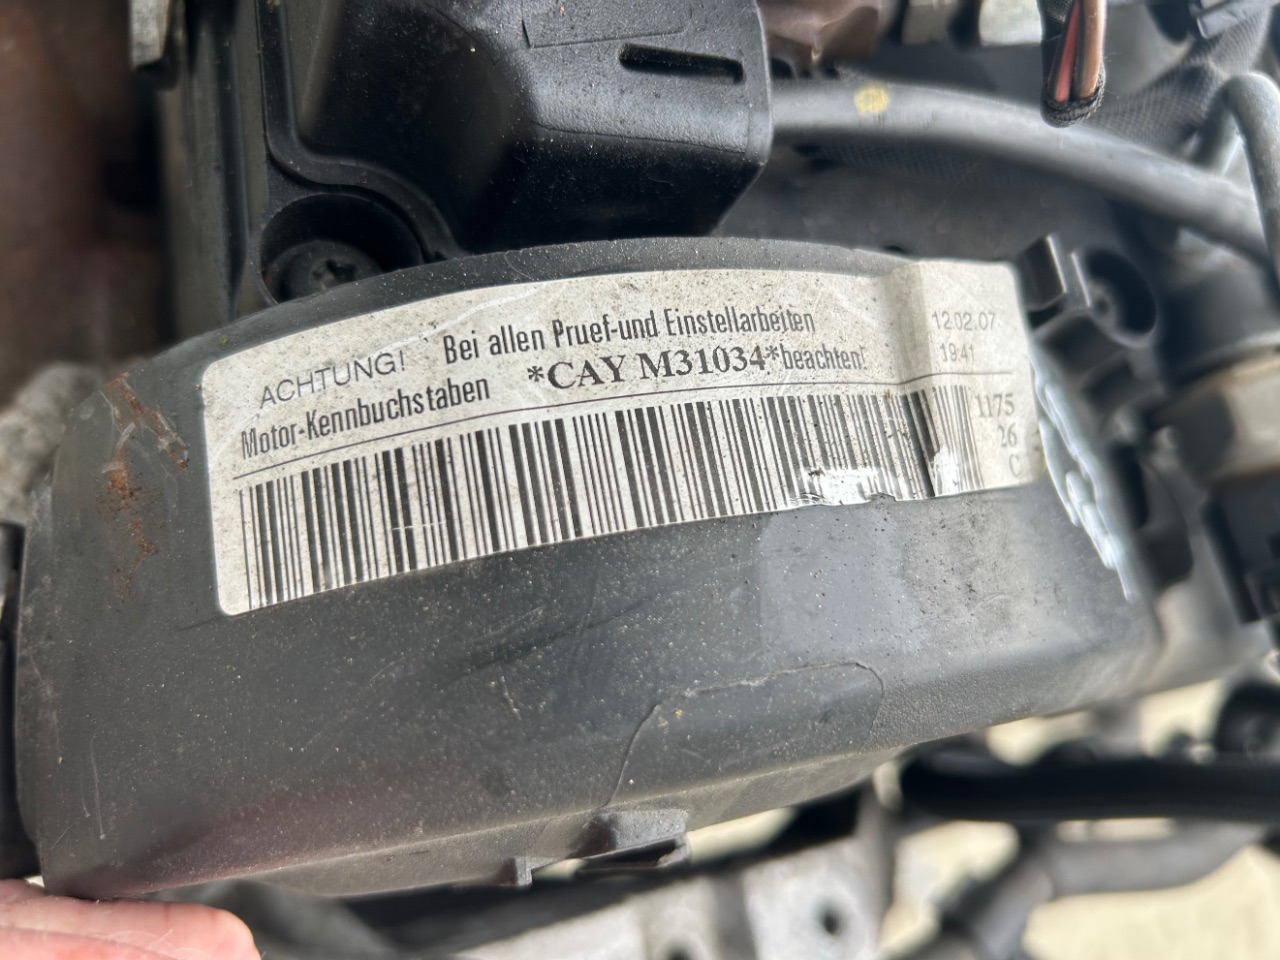 ACHTUNG! Bei allen Pruef-und Einstellarbeiten
Motor-Kennbuchstaben *CAY M31034*beachten!
12.02.07
19:41
1175
26
C